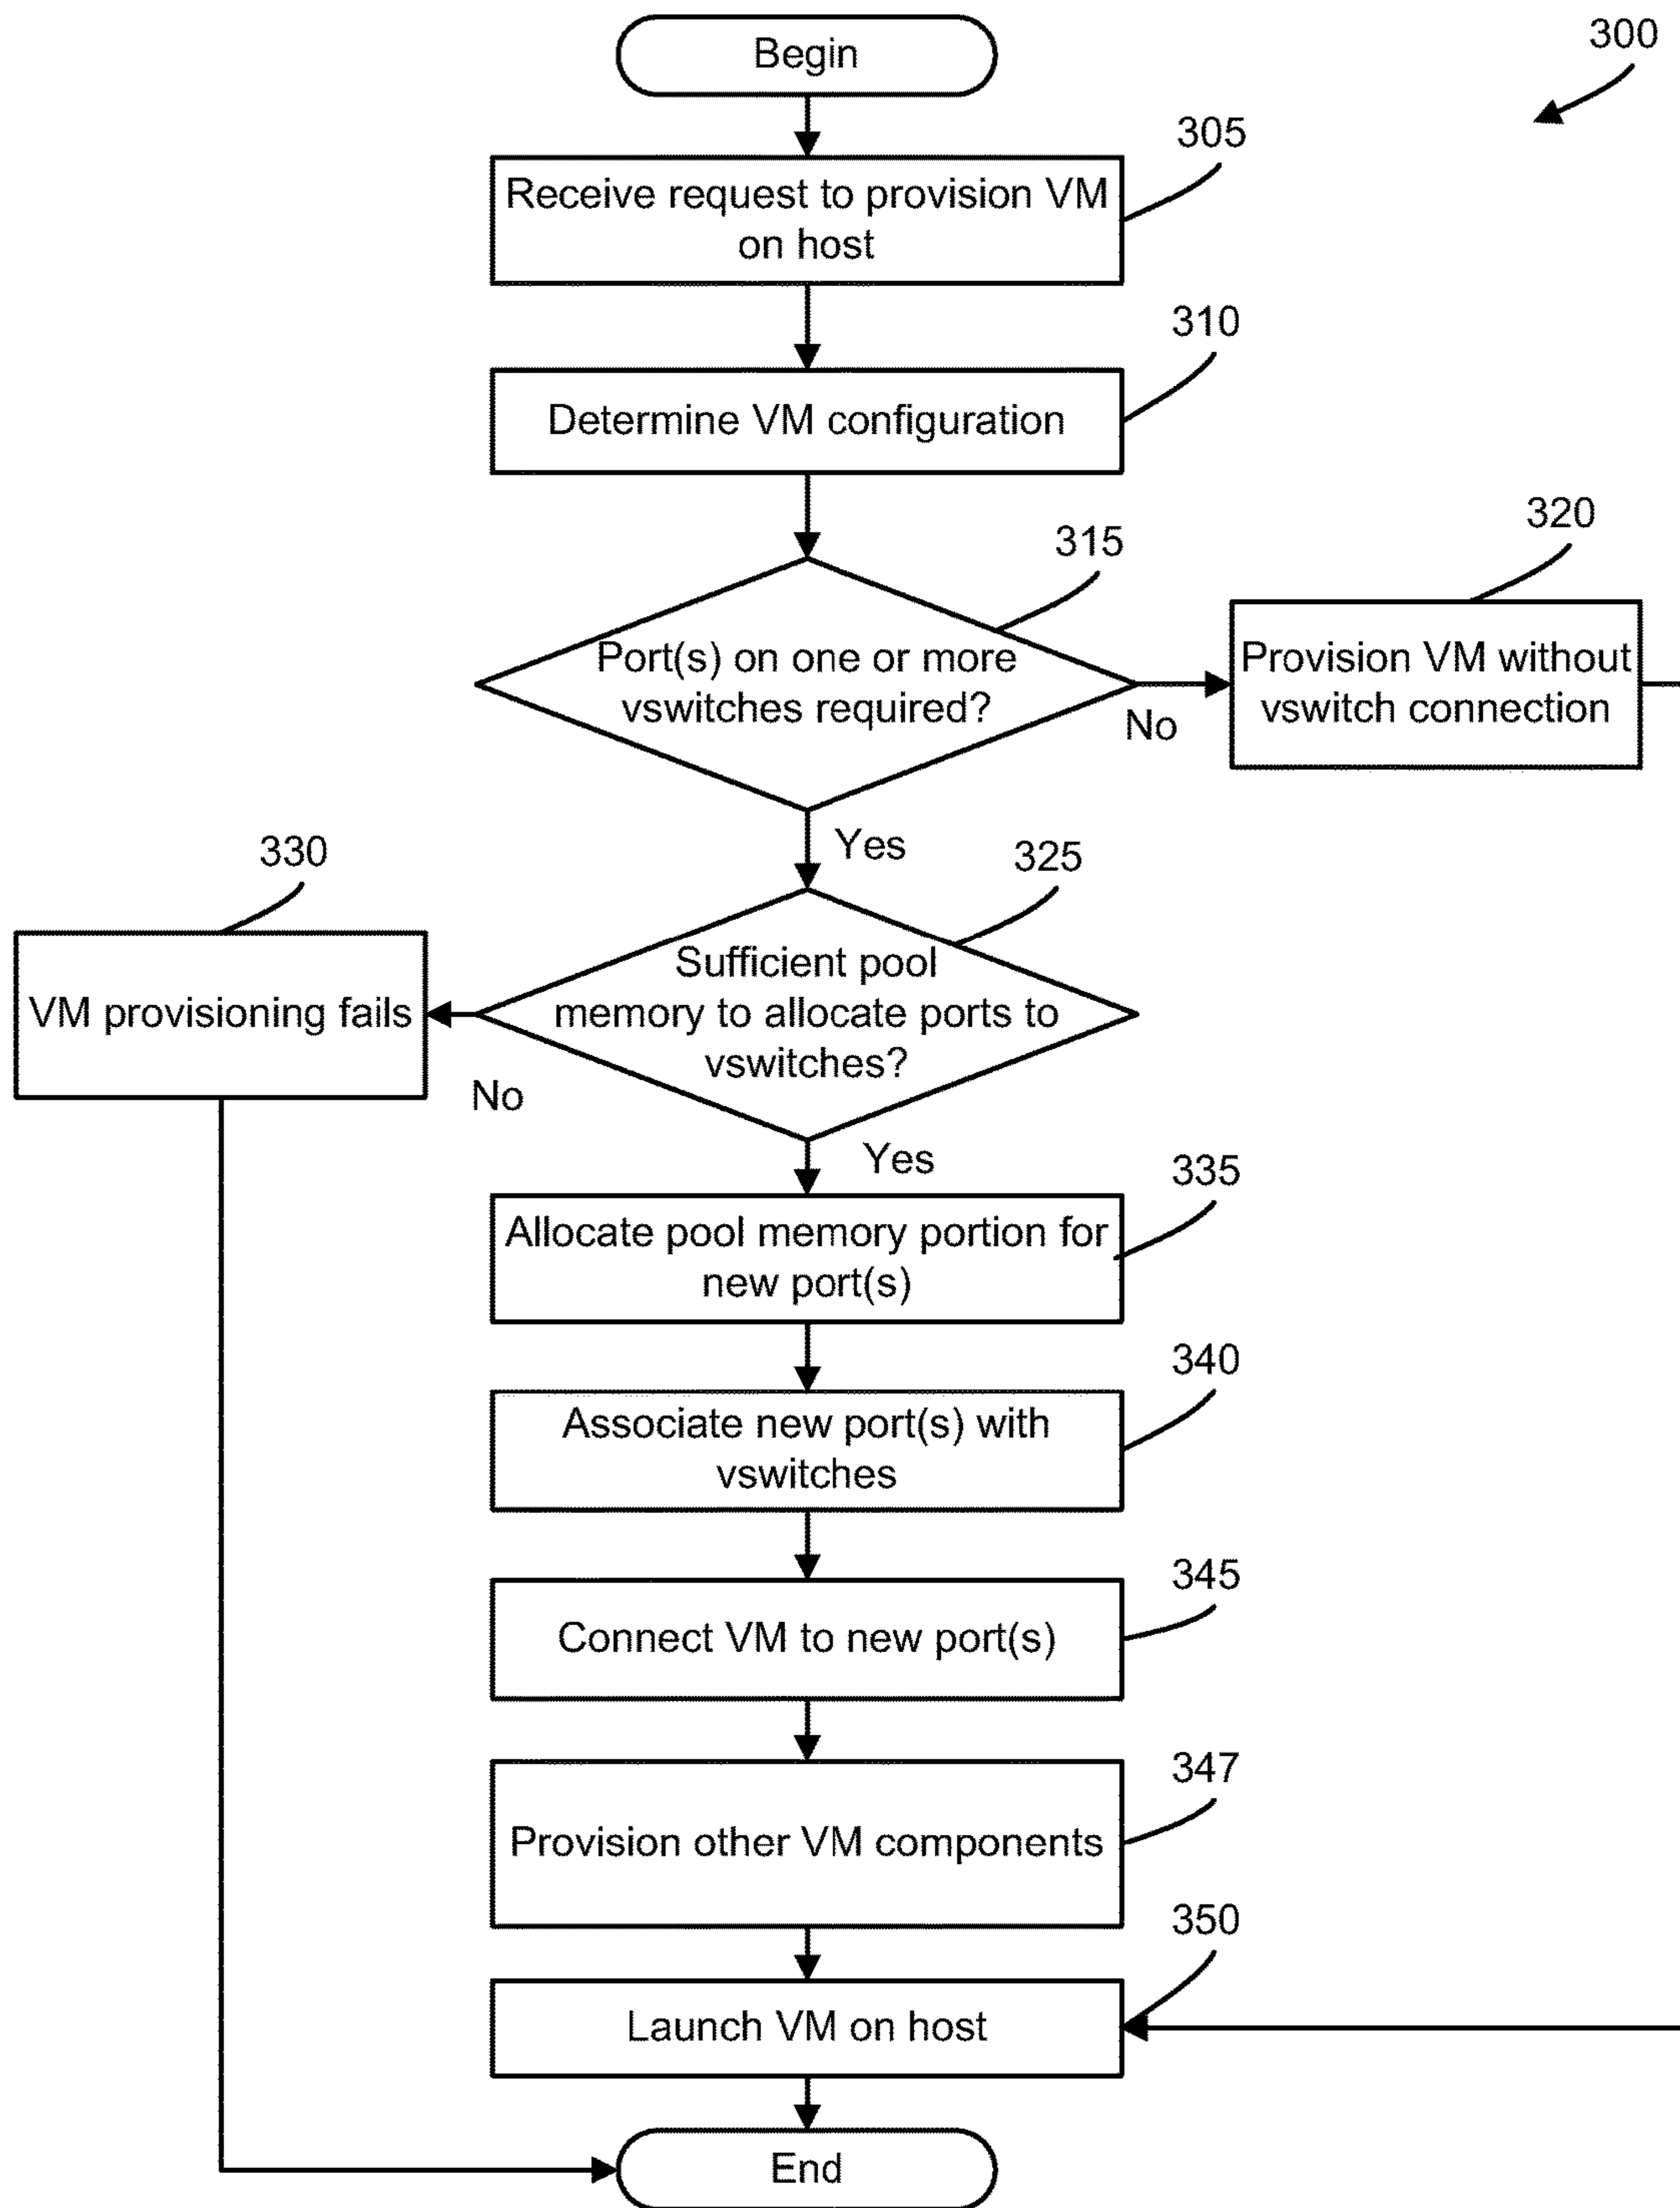 Begin
300
305
Receive request to provision VM
on host
310
Determine VM configuration
315
Port(s) on one or more
vswitches required?
No
320
Provision VM without
vswitch connection
Yes
325
Sufficient pool
memory to allocate ports to
vswitches?
No
330
VM provisioning fails
Yes
335
Allocate pool memory portion for
new port(s)
340
Associate new port(s) with
vswitches
345
Connect VM to new port(s)
347
Provision other VM components
350
Launch VM on host
End